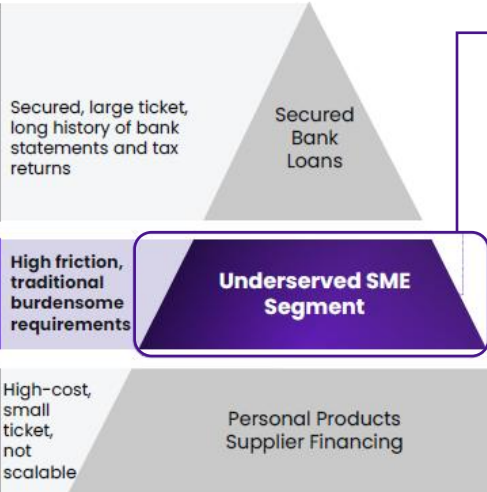 Secured, large ticket,
long history of bank
statements and tax
returns
Secured
Bank
Loans
High friction,
traditional
burdensome
requirements
Underserved SME
Segment
High-cost,
small
ticket,
not
scalable
Personal Products
Supplier Financing